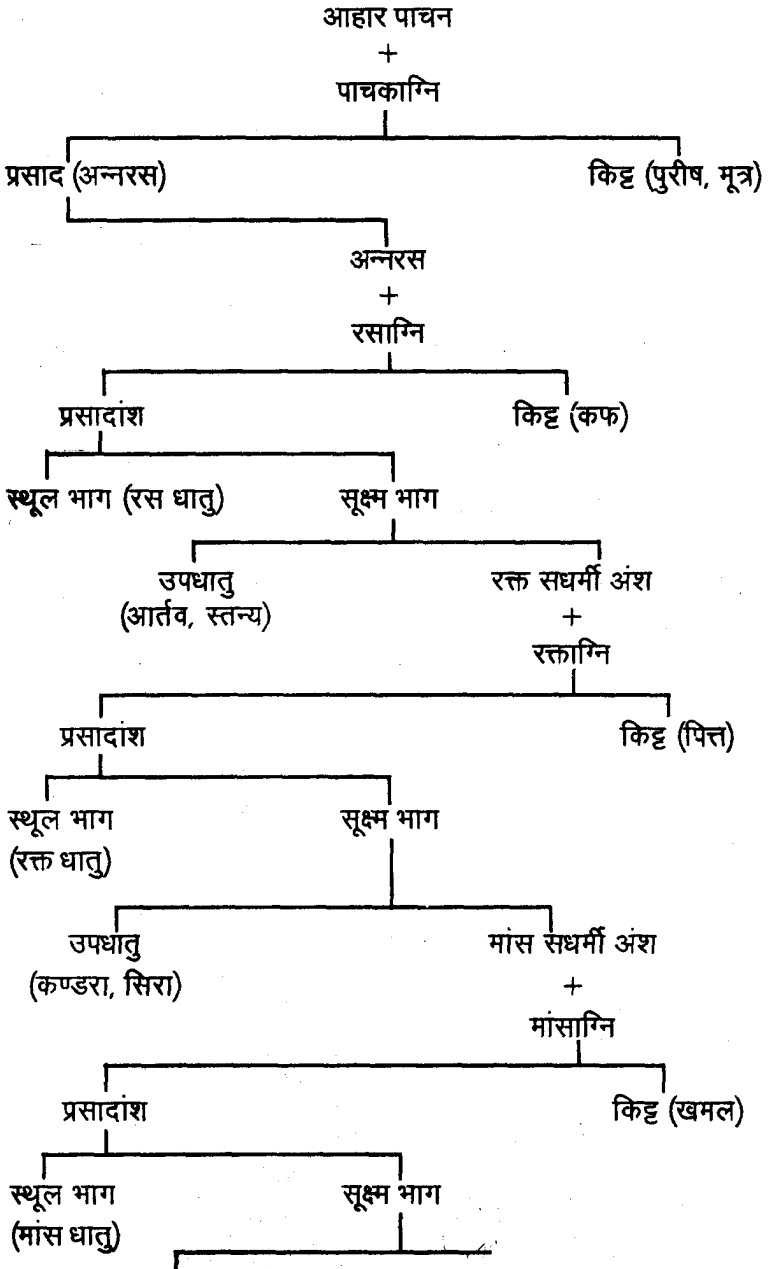 आहार पाचन
+
पाचकाग्नि
प्रसाद (अन्नरस) किट्ट (पुरीष, मूत्र)
अन्नरस
+
रसाग्नि
प्रसादांश किट्ट (कफ)
स्थूल भाग (रस धातु) सूक्ष्म भाग
उपधातु रक्त सधर्मी अंश
(आर्तव, स्तन्य) +
रक्ताग्नि
प्रसादांश किट्ट (पित्त)
स्थूल भाग सूक्ष्म भाग
(रक्त धातु)
उपधातु मांस सधर्मी अंश
(कण्डरा, सिरा) +
मांसाग्नि
प्रसादांश किट्ट (खमल)
स्थूल भाग सूक्ष्म भाग
(मांस धातु)